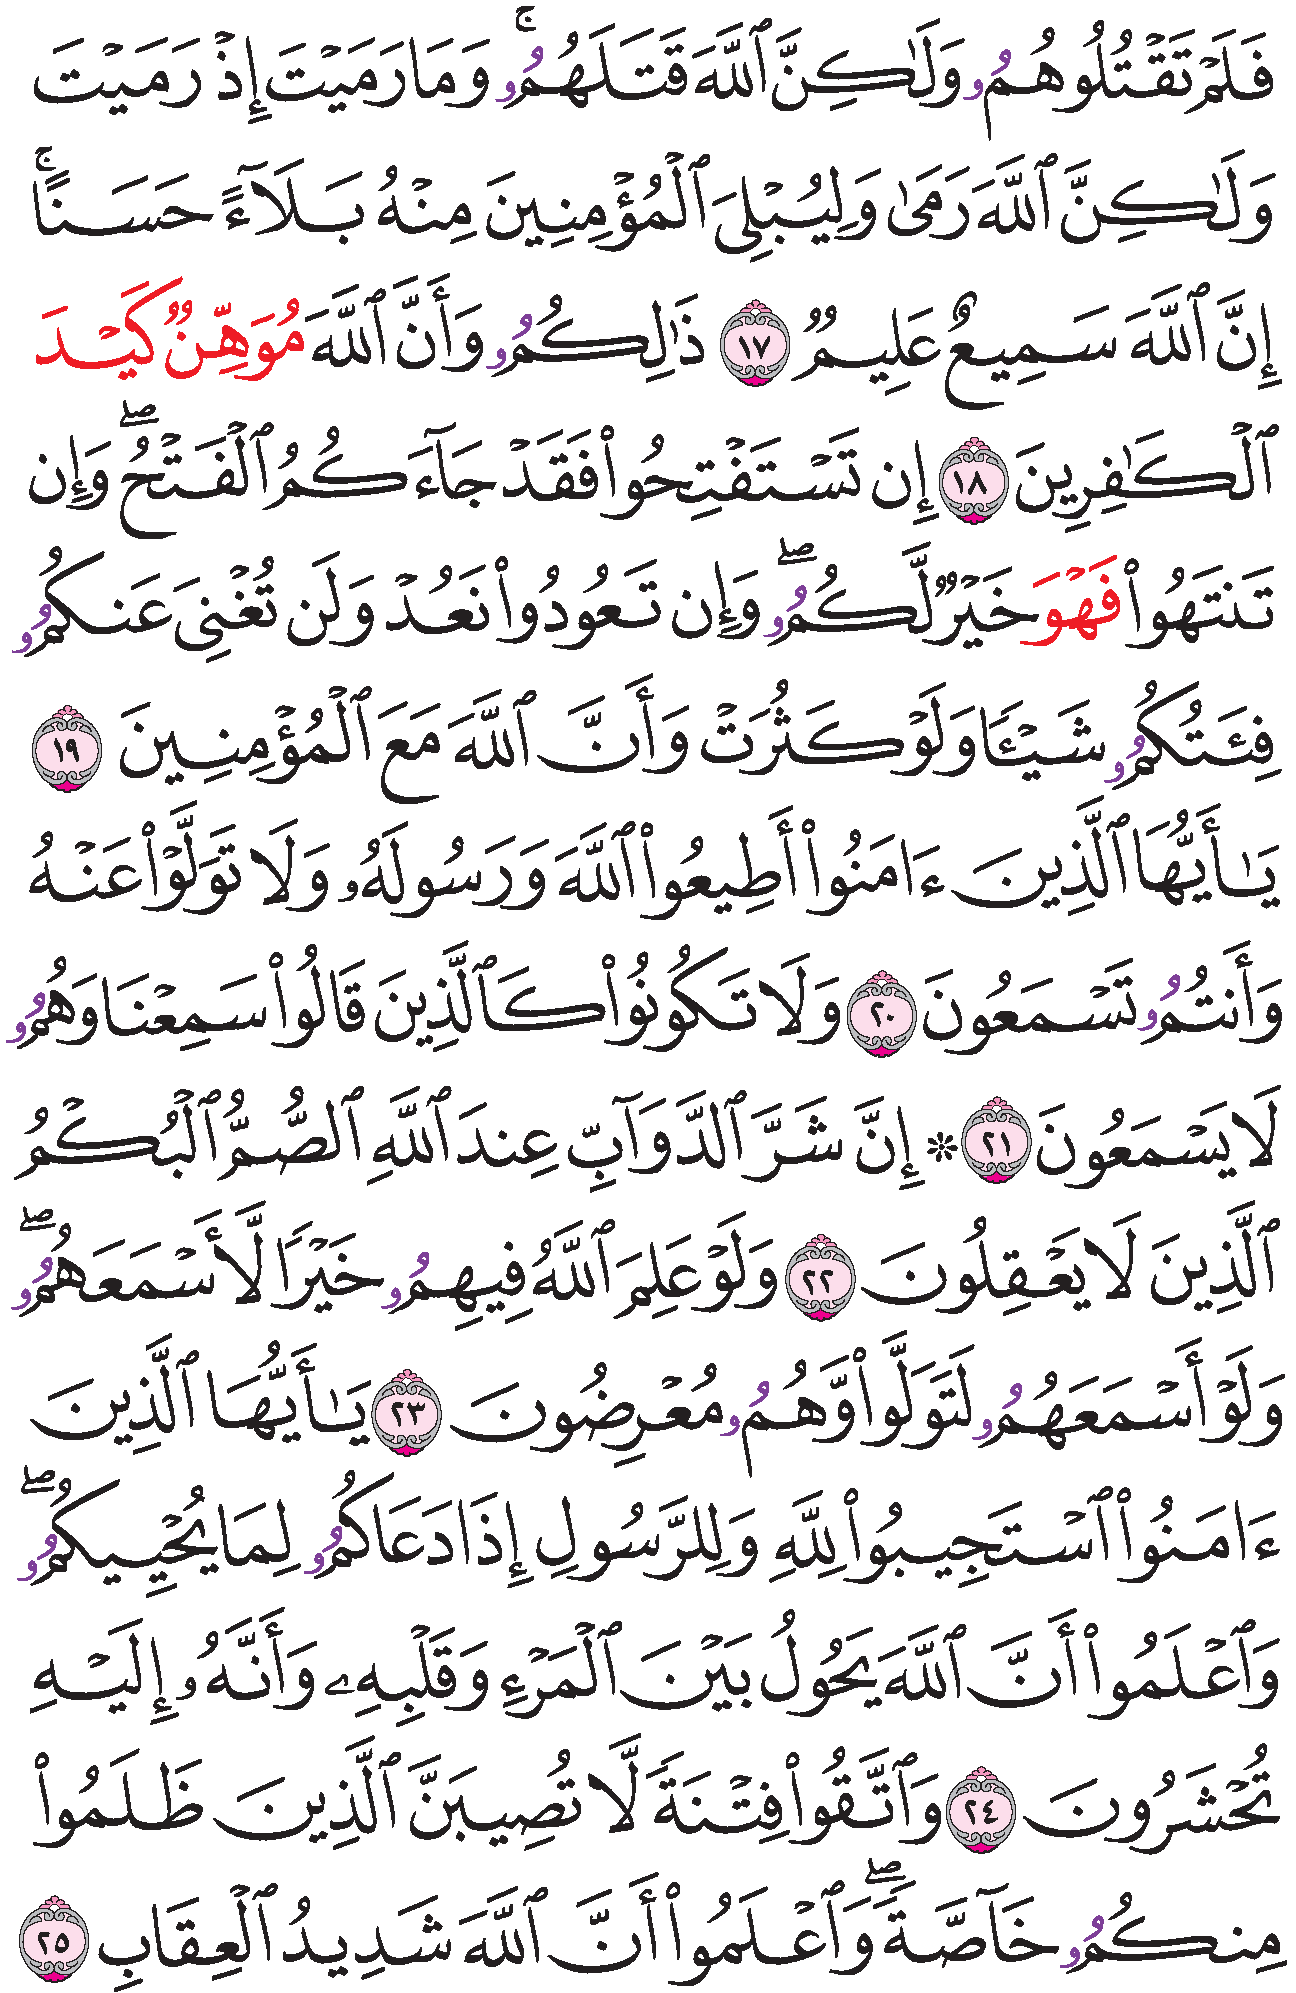 فَلَمْ تَقْتُلُوهُمُۥ وَلَٰكِنَّ ٱللَّهَ قَتَلَهُمُۥۚ وَمَا رَمَيْتَ إِذْ رَمَيْتَ
وَلَٰكِنَّ ٱللَّهَ رَمَىٰ وَلِيُبْلِىَ ٱلْمُؤْمِنِينَ مِنْهُ بَلَآءً حَسَنًاۚ
إِنَّ ٱللَّهَ سَمِيعٌ عَلِيمٌ ١٧ ذَٰلِكُمُۥ وَأَنَّ ٱللَّهَ مُوَهِّنٌ كَيْدَ
ٱلْكَٰفِرِينَ ١٨ إِن تَسْتَفْتِحُوا۟ فَقَدْ جَآءَكُمُ ٱلْفَتْحُۖ وَإِن
تَنتَهُوا۟ فَهْوَ خَيْرٌ لَّكُمُۥۖ وَإِن تَعُودُوا۟ نَعُدْ وَلَن تُغْنِىَ عَنكُمُۥ
فِئَتُكُمُۥ شَيْـًٔا وَلَوْ كَثُرَتْ وَأَنَّ ٱللَّهَ مَعَ ٱلْمُؤْمِنِينَ ١٩
يَٰٓأَيُّهَا ٱلَّذِينَ ءَامَنُوا۟ أَطِيعُوا۟ ٱللَّهَ وَرَسُولَهُۥ وَلَا تَوَلَّوْا۟ عَنْهُ
وَأَنتُمُۥ تَسْمَعُونَ ٢٠ وَلَا تَكُونُوا۟ كَٱلَّذِينَ قَالُوا۟ سَمِعْنَا وَهُمُۥ
لَا يَسْمَعُونَ ٢١ ۞ إِنَّ شَرَّ ٱلدَّوَآبِّ عِندَ ٱللَّهِ ٱلصُّمُّ ٱلْبُكْمُ
ٱلَّذِينَ لَا يَعْقِلُونَ ٢٢ وَلَوْ عَلِمَ ٱللَّهُ فِيهِمُۥ خَيْرًا لَّأَسْمَعَهُمُۥۖ
وَلَوْ أَسْمَعَهُمُۥ لَتَوَلَّوا۟ وَّهُمُۥ مُعْرِضُونَ ٢٣ يَٰٓأَيُّهَا ٱلَّذِينَ
ءَامَنُوا۟ ٱسْتَجِيبُوا۟ لِلَّهِ وَلِلرَّسُولِ إِذَا دَعَاكُمُۥ لِمَا يُحْيِيكُمُۥۖ
وَٱعْلَمُوا۟ أَنَّ ٱللَّهَ يَحُولُ بَيْنَ ٱلْمَرْءِ وَقَلْبِهِۦ وَأَنَّهُۥ إِلَيْهِ
تُحْشَرُونَ ٢٤ وَٱتَّقُوا۟ فِتْنَةً لَّا تُصِيبَنَّ ٱلَّذِينَ ظَلَمُوا۟
مِنكُمُۥ خَآصَّةًۖ وَٱعْلَمُوا۟ أَنَّ ٱللَّهَ شَدِيدُ ٱلْعِقَابِ ٢٥